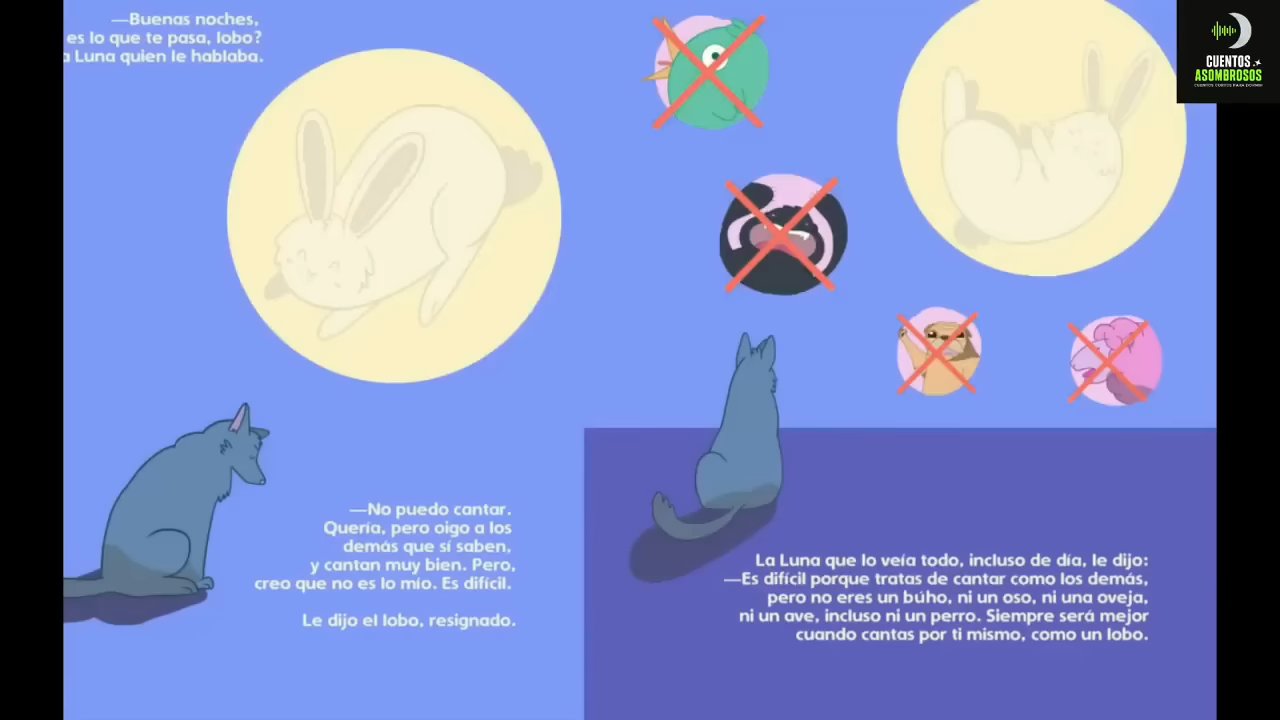 —Buenas noches,
es lo que te pasa, lobo?
a Luna quien le hablaba.
—No puedo cantar.
Quería, pero oigo a los
demás que sí saben,
y cantan muy bien. Pero,
creo que no es lo mío. Es difícil.
Le dijo el lobo, resignado.
La Luna que lo veía todo, incluso de día, le dijo:
—Es difícil porque tratas de cantar como los demás,
pero no eres un búho, ni un oso, ni una oveja,
ni un ave, incluso ni un perro. Siempre será mejor
cuando cantas por ti mismo, como un lobo.
CUENTOS
ASOMBROSOS
CUENTOS CORTOS PARA DORMIR